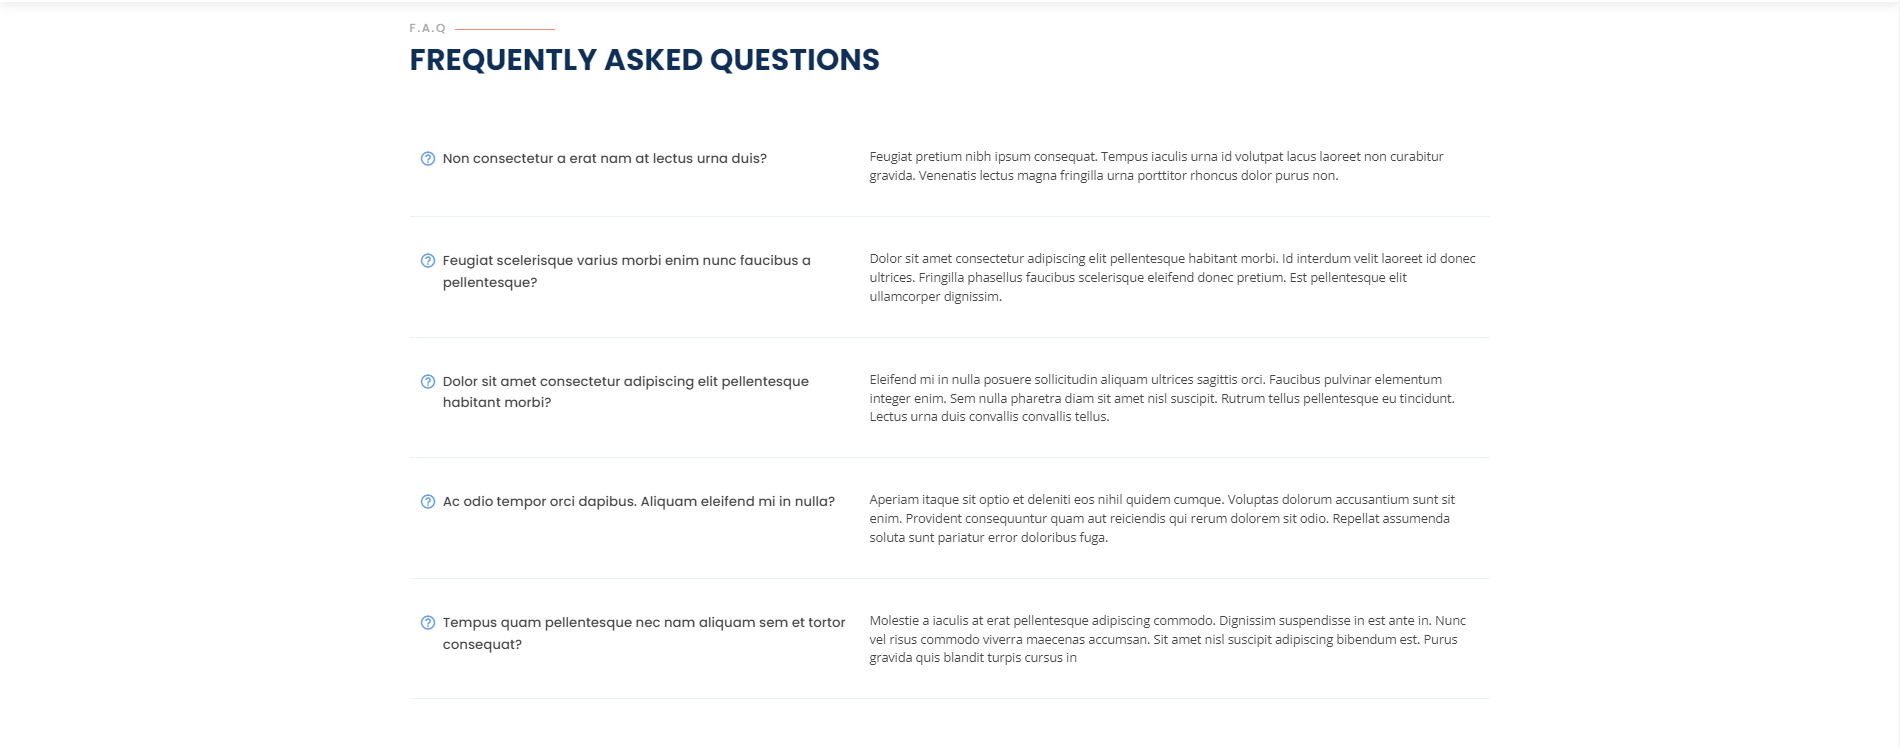 F.A.Q
FREQUENTLY ASKED QUESTIONS
Non consectetur a erat nam at lectus urna duis?
Feugiat pretium nibh ipsum consequat. Tempus iaculis urna id volutpat lacus laoreet non curabitur
gravida. Venenatis lectus magna fringilla urna porttitor rhoncus dolor purus non.
Feugiat scelerisque varius morbi enim nunc faucibus a
pellentesque?
Dolor sit amet consectetur adipiscing elit pellentesque habitant morbi. Id interdum velit laoreet id donec
ultrices. Fringilla phasellus faucibus scelerisque eleifend donec pretium. Est pellentesque elit
ullamcorper dignissim.
Dolor sit amet consectetur adipiscing elit pellentesque
habitant morbi?
Eleifend mi in nulla posuere sollicitudin aliquam ultrices sagittis orci. Faucibus pulvinar elementum
integer enim. Sem nulla pharetra diam sit amet nisl suscipit. Rutrum tellus pellentesque eu tincidunt.
Lectus urna duis convallis convallis tellus.
Ac odio tempor orci dapibus. Aliquam eleifend mi in nulla?
Aperiam itaque sit optio et deleniti eos nihil quidem cumque. Voluptas dolorum accusantium sunt sit
enim. Provident consequuntur quam aut reiciendis qui rerum dolorem sit odio. Repellat assumenda
soluta sunt pariatur error doloribus fuga.
Tempus quam pellentesque nec nam aliquam sem et tortor
consequat?
Molestie a iaculis at erat pellentesque adipiscing commodo. Dignissim suspendisse in est ante in. Nunc
vel risus commodo viverra maecenas accumsan. Sit amet nisl suscipit adipiscing bibendum est. Purus
gravida quis blandit turpis cursus in